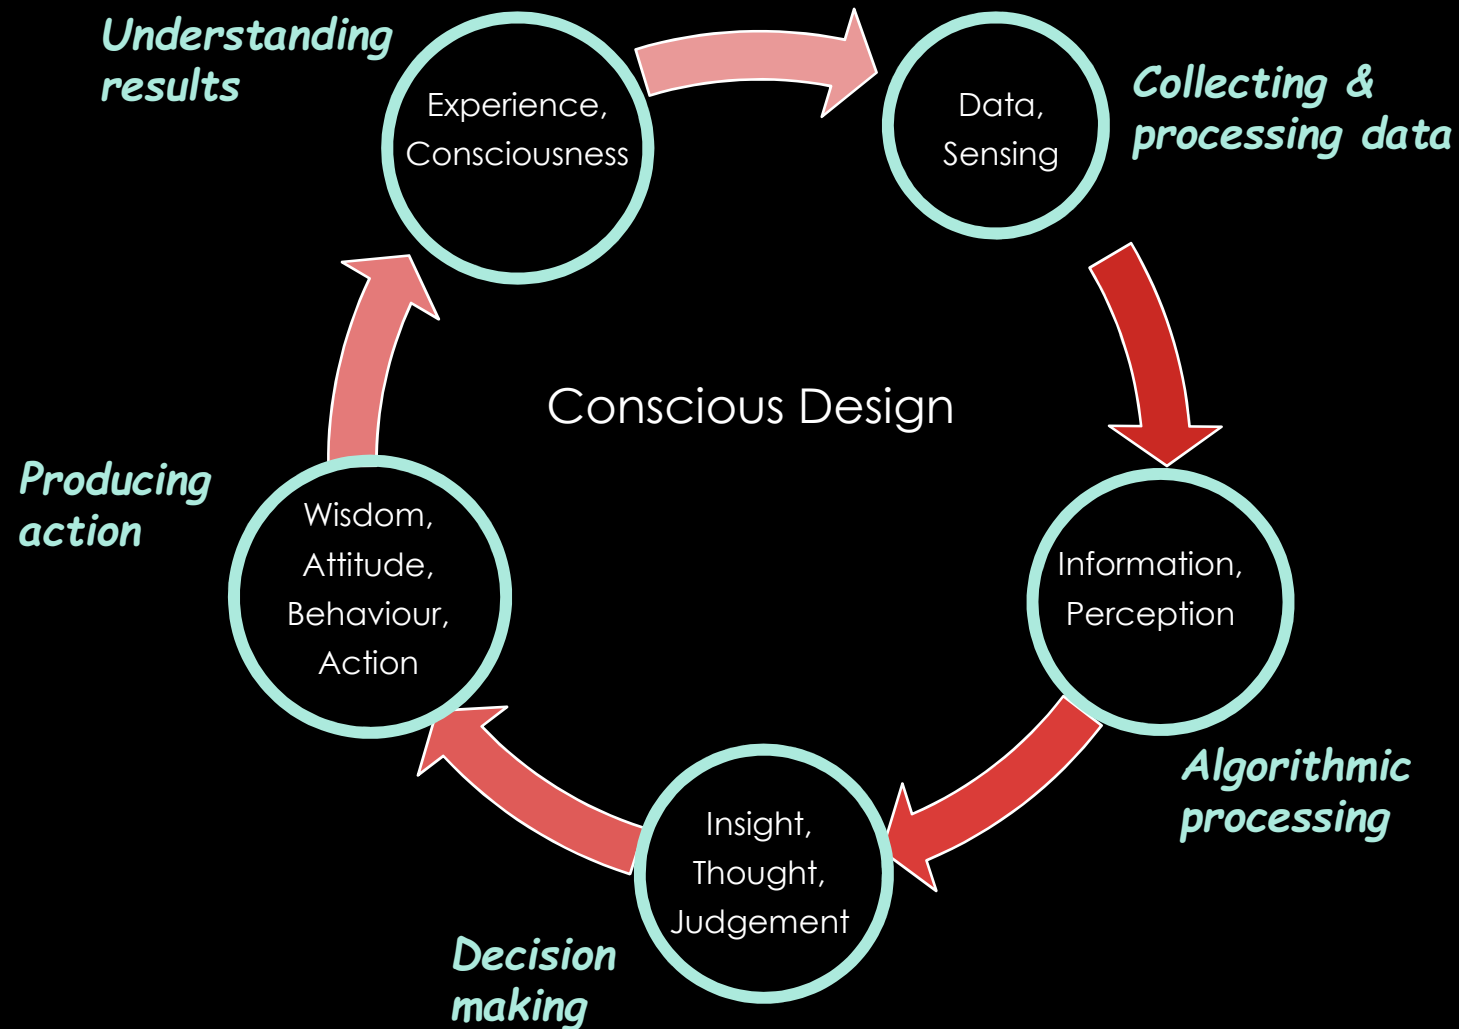 Understanding
results
Experience,
Consciousness
Data,
Sensing
Collecting &
processing data
Conscious Design
Producing
action
Wisdom,
Attitude,
Behaviour,
Action
Information,
Perception
Algorithmic
processing
Insight,
Thought,
Judgement
Decision
making